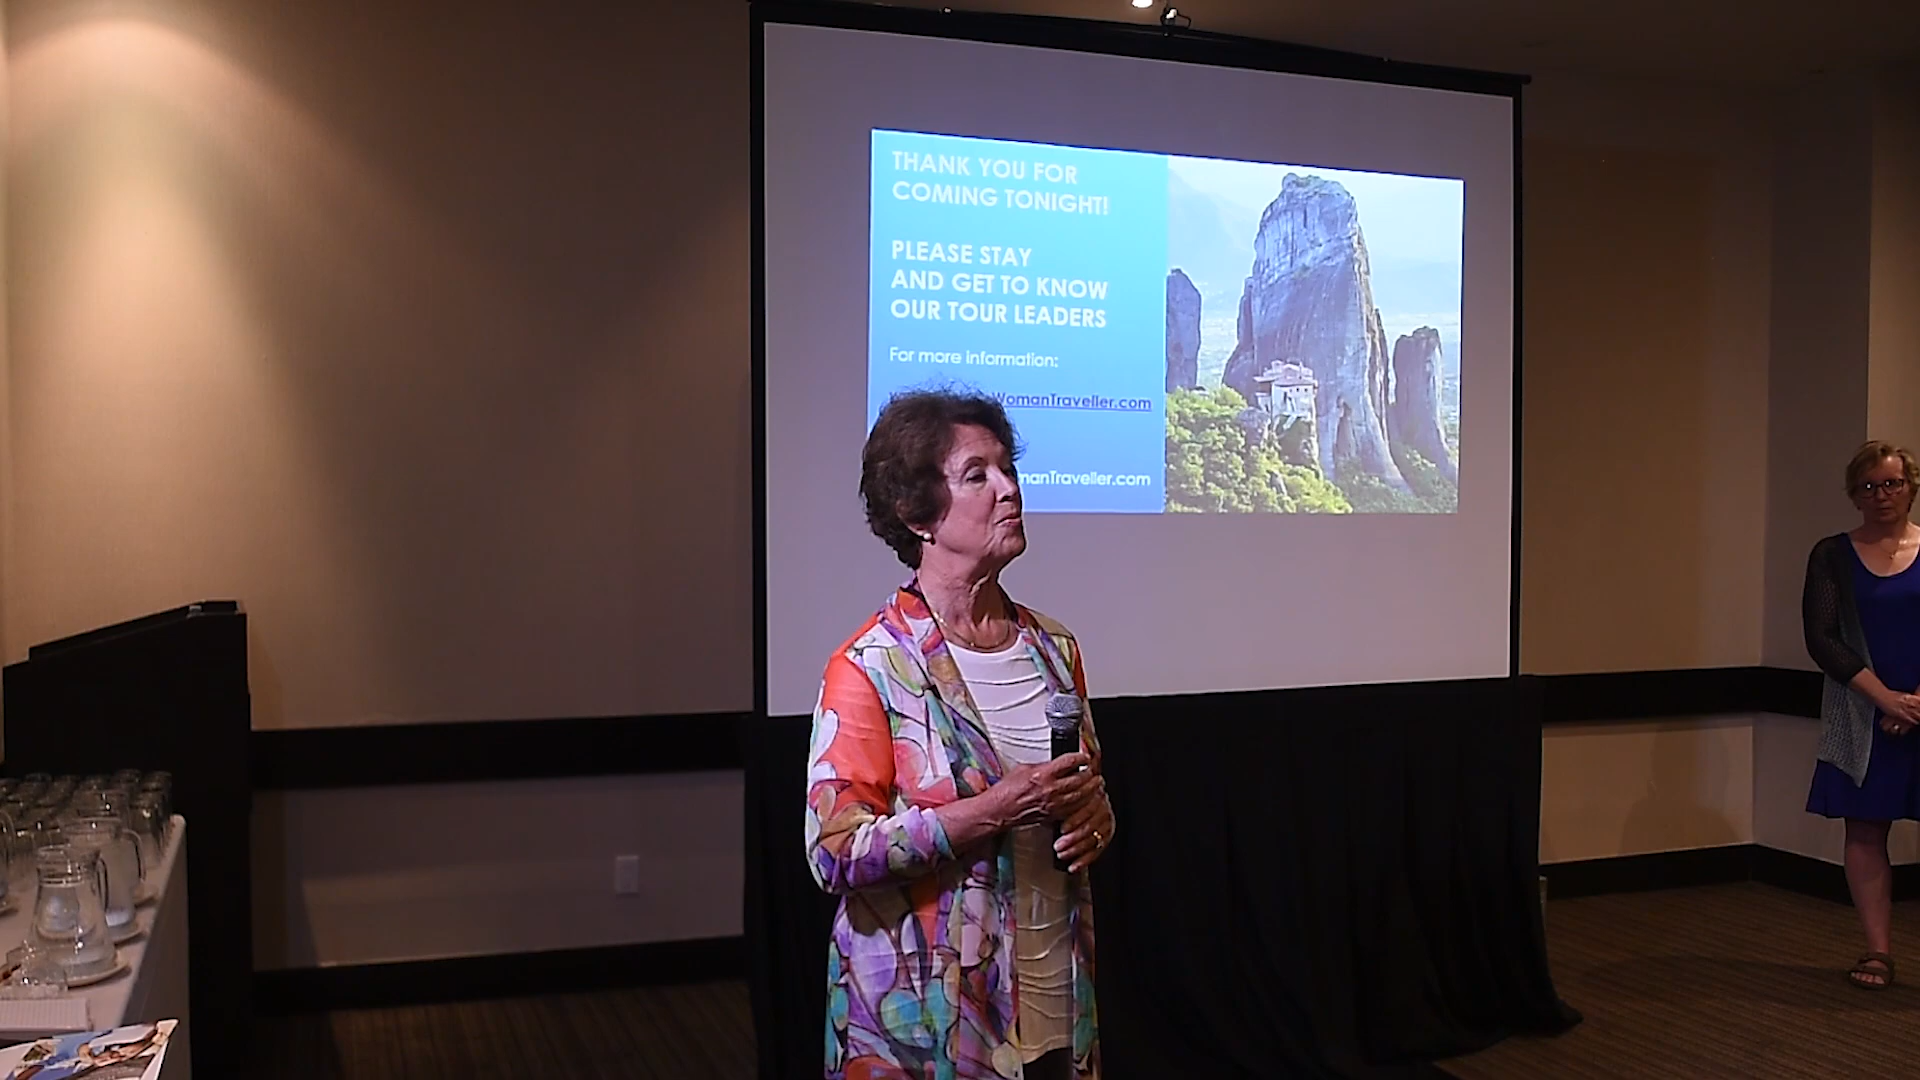 THANK YOU FOR
COMING TONIGHT!
PLEASE STAY
AND GET TO KNOW
OUR TOUR LEADERS
For more information:
WomanTraveller.com
manTraveller.com